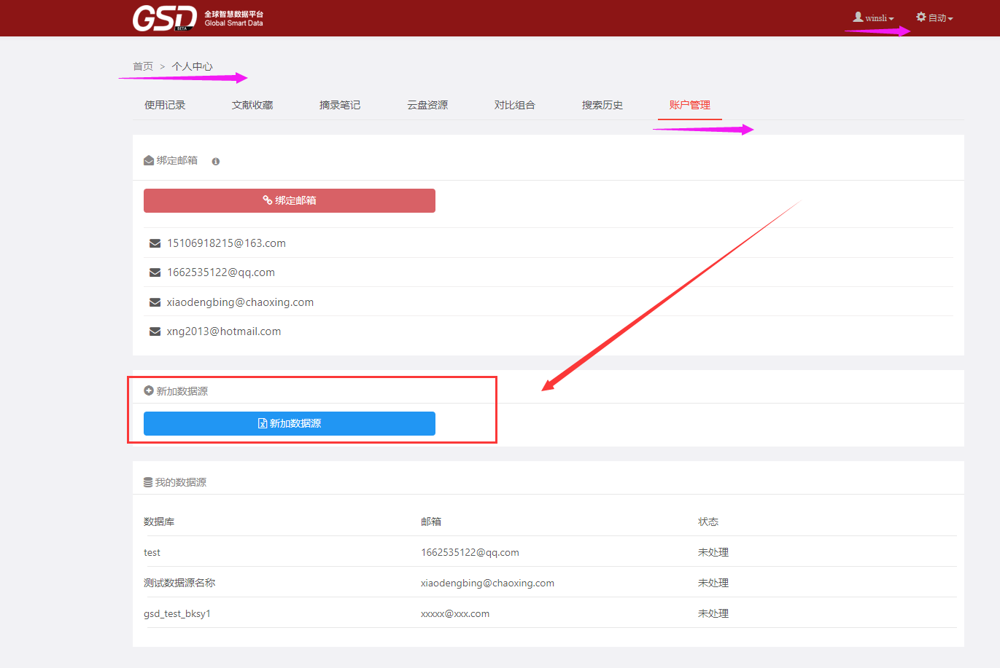 GSD BETA 全球智慧数据平台
Global Smart Data
winsli 自动
首页 > 个人中心
使用记录 文献收藏 摘录笔记 云盘资源 对比组合 搜索历史 账户管理
绑定邮箱
绑定邮箱
15106918215@163.com
1662535122@qq.com
xiaodengbing@chaoxing.com
xng2013@hotmail.com
新加数据源
新加数据源
我的数据源
数据库 邮箱 状态
test 1662535122@qq.com 未处理
测试数据源名称 xiaodengbing@chaoxing.com 未处理
gsd_test_bksy1 xxxxx@xxx.com 未处理